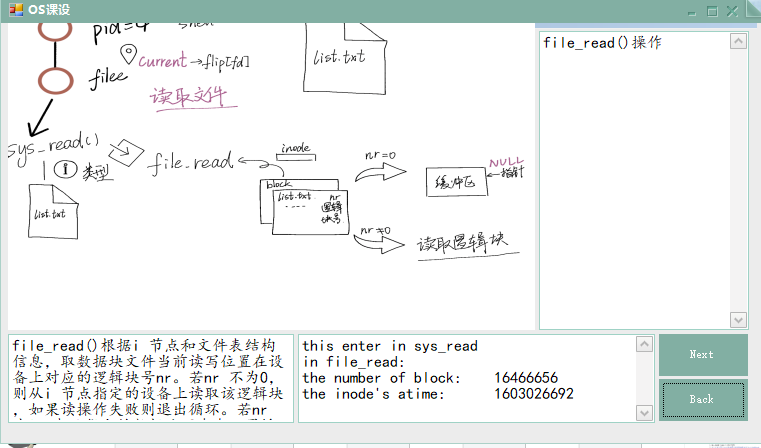 OS课设
pid=4
filee
current→flip[fd]
读取文件
list.txt
file_read()操作
sys_read()
类型
list.txt
file_read
inode
block
list.txt
nr
逻辑
块号
nr=0
缓冲区
NULL
指针
nr≠0
读取逻辑块
file_read()根据i 节点和文件表结构
信息,取数据块文件当前读写位置在设
备上对应的逻辑块号nr。若nr 不为0,
则从i 节点指定的设备上读取该逻辑块
,如果读操作失败则退出循环。若nr
this enter in sys_read
in file_read:
the number of block: 16466656
the inode's atime: 1603026692
Next
Back